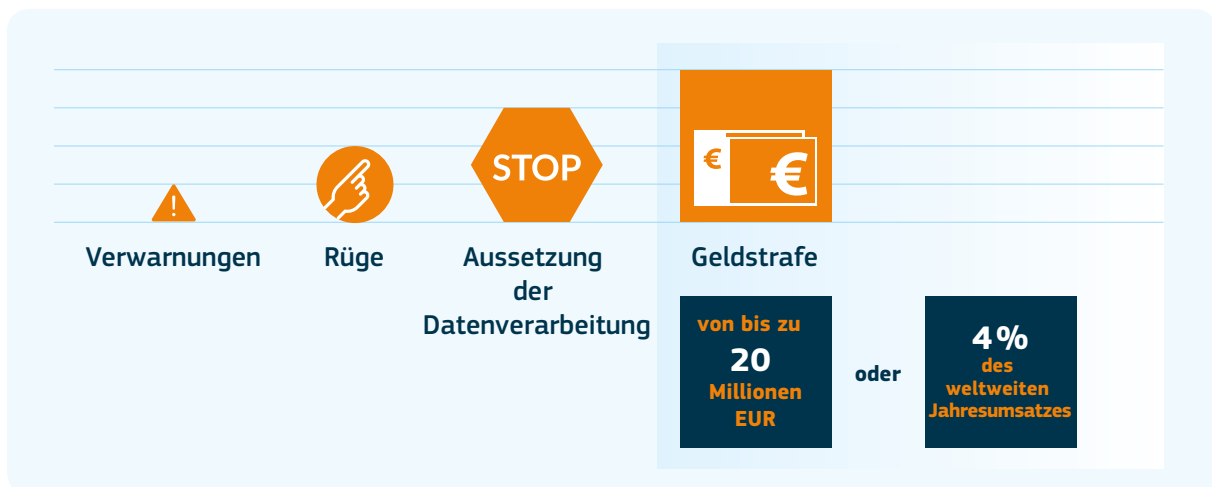 !
STOP
€
€
Verwarnungen
Rüge
Aussetzung
der
Datenverarbeitung
Geldstrafe
von bis zu
20
Millionen
EUR
oder
4%
des
weltweiten
Jahresumsatzes